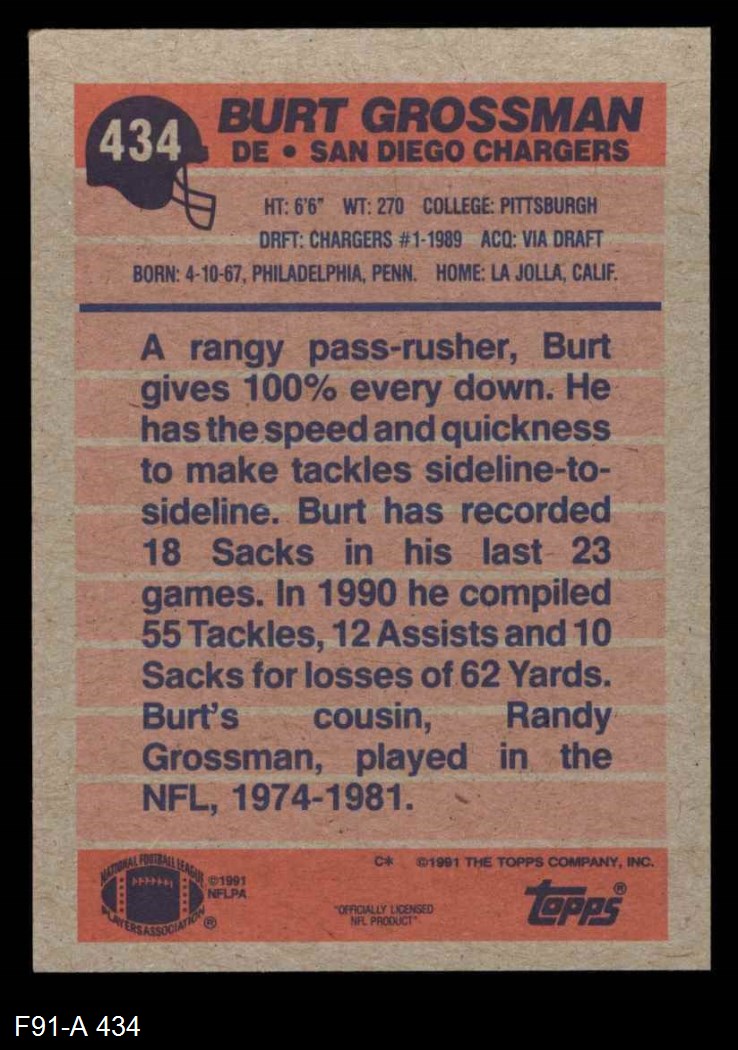 434
BURT GROSSMAN
DE • SAN DIEGO CHARGERS
HT: 6'6" WT: 270 COLLEGE: PITTSBURGH
DRFT: CHARGERS #1-1989 ACQ: VIA DRAFT
BORN: 4-10-67, PHILADELPHIA, PENN. HOME: LA JOLLA, CALIF.
A rangy pass-rusher, Burt
gives 100% every down. He
has the speed and quickness
to make tackles sideline-to-
sideline. Burt has recorded
18 Sacks in his last 23
games. In 1990 he compiled
55 Tackles, 12 Assists and 10
Sacks for losses of 62 Yards.
Burt's cousin, Randy
Grossman, played in the
NFL, 1974-1981.
C* ©1991 THE TOPPS COMPANY, INC.
NATIONAL FOOTBALL LEAGUE
PLAYERS ASSOCIATION ®
©1991
NFLPA
"OFFICIALLY LICENSED
NFL PRODUCT"
topps®
F91-A 434